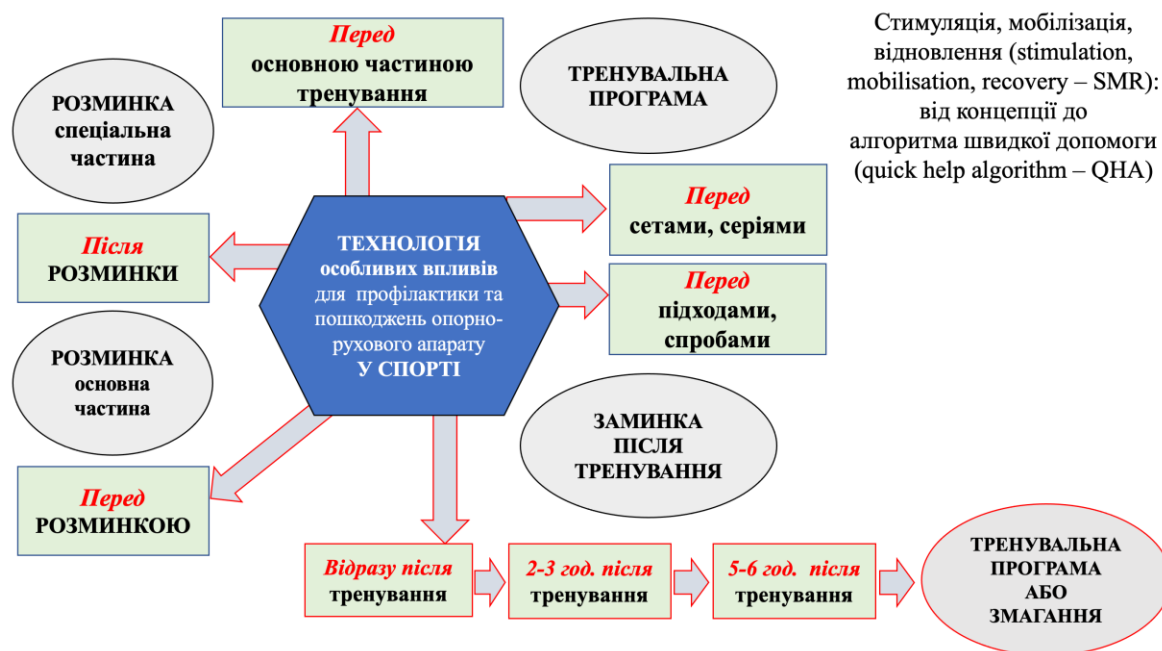 Перед
основною частиною
тренування
ТРЕНУВАЛЬНА
ПРОГРАМА
Стимуляція, мобілізація,
відновлення (stimulation,
mobilisation, recovery – SMR):
від концепції до
алгоритма швидкої допомоги
(quick help algorithm – QHA)
РОЗМИНКА
спеціальна
частина
Перед
сетами, серіями
Після
РОЗМИНКИ
ТЕХНОЛОГІЯ
особливих впливів
для профілактики та
пошкоджень опорно-
рухового апарату
У СПОРТІ
Перед
підходами,
спробами
РОЗМИНКА
основна
частина
ЗАМИНКА
ПІСЛЯ
ТРЕНУВАННЯ
Перед
РОЗМИНКОЮ
Відразу після
тренування
2-3 год. після
тренування
5-6 год. після
тренування
ТРЕНУВАЛЬНА
ПРОГРАМА
АБО
ЗМАГАННЯ